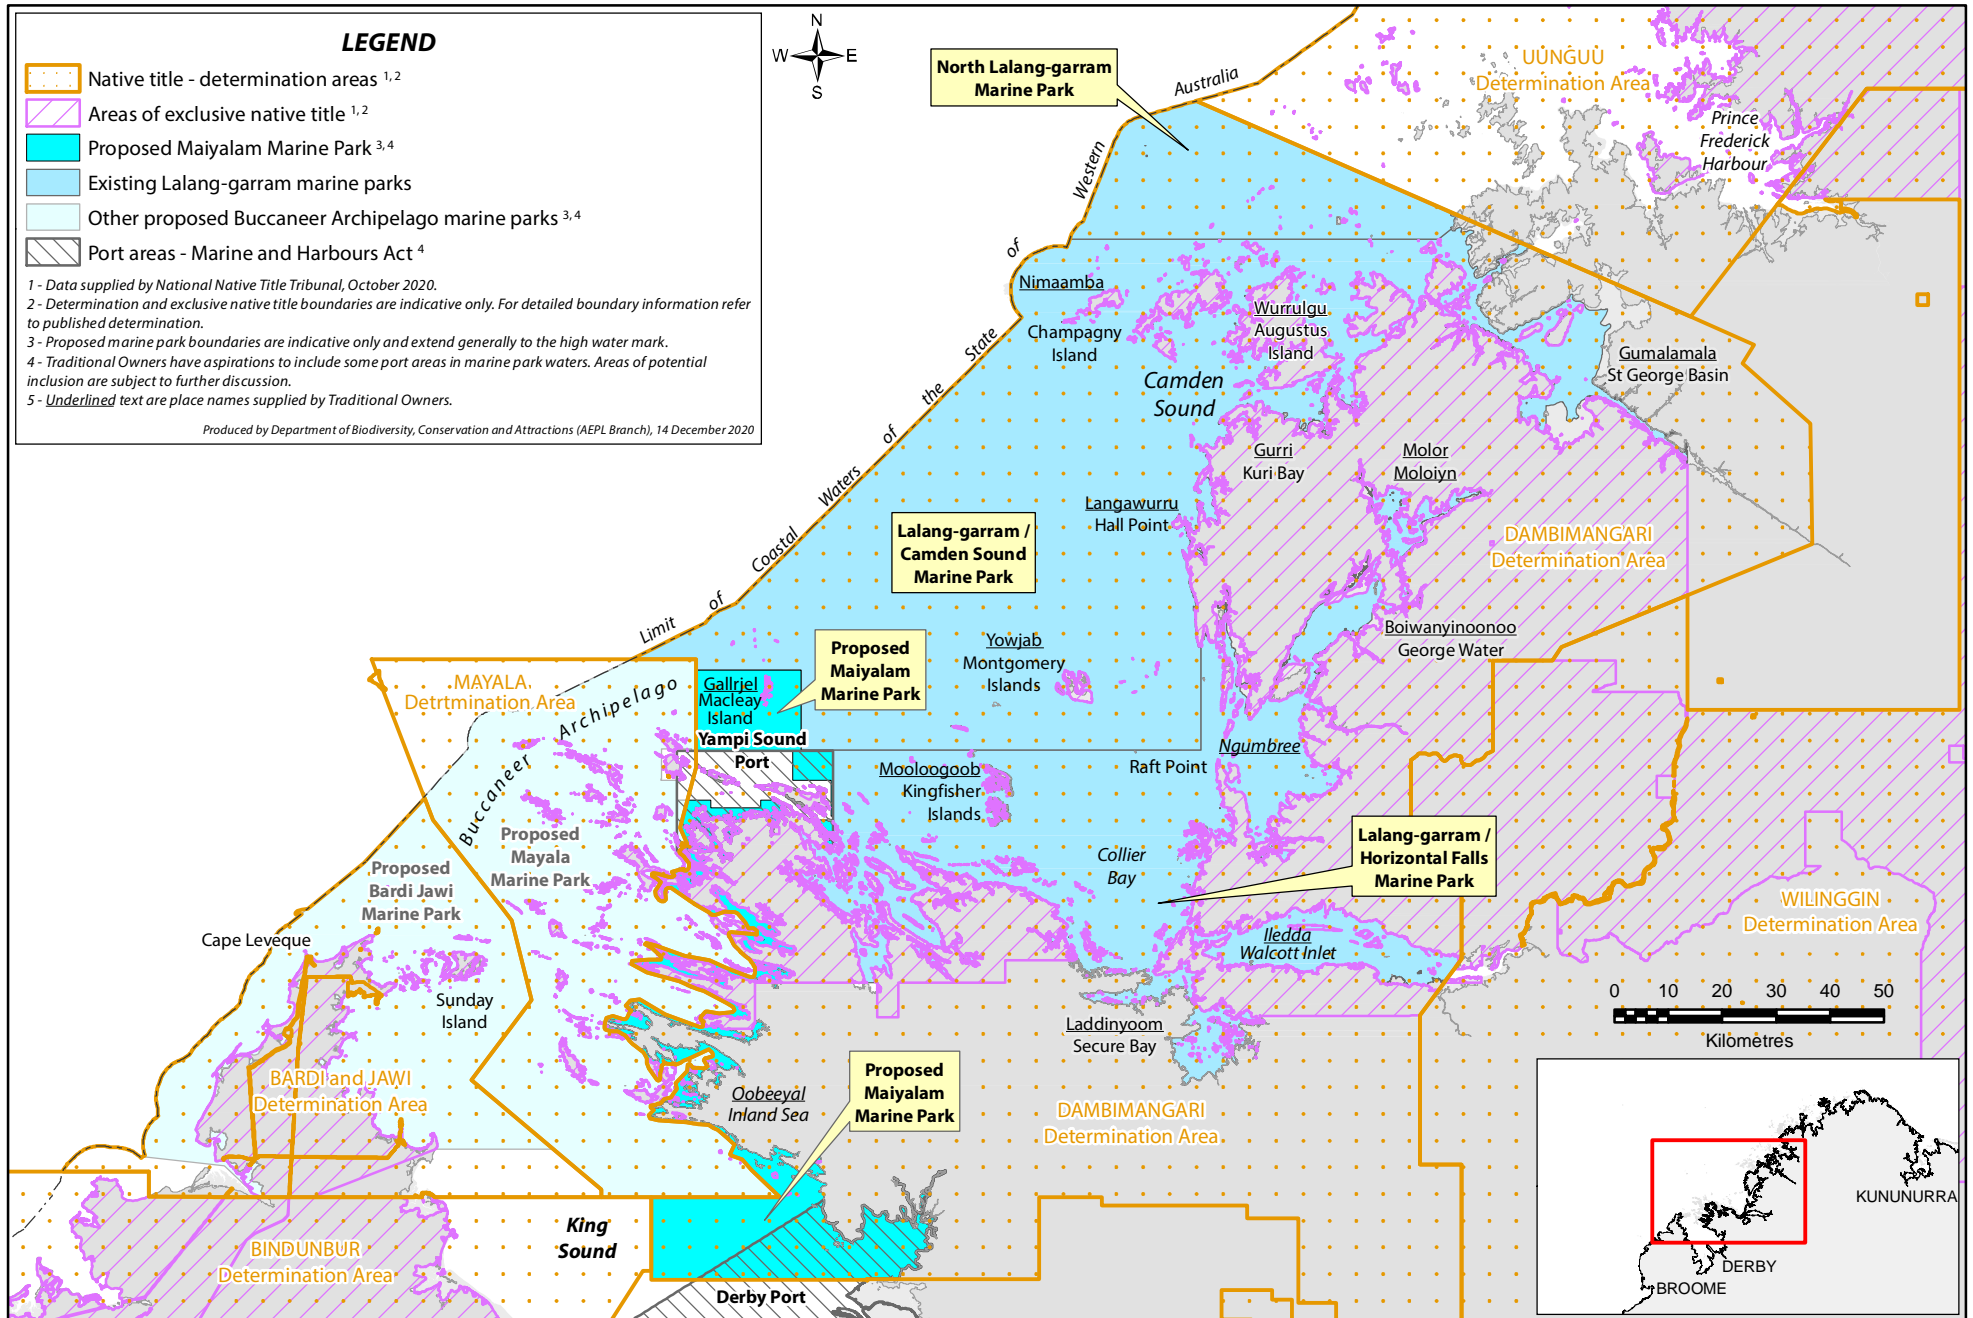 LEGEND
Native title - determination areas 1, 2
Areas of exclusive native title 1, 2
Proposed Maiyalam Marine Park 3, 4
Existing Lalang-garram marine parks
Other proposed Buccaneer Archipelago marine parks 3, 4
Port areas - Marine and Harbours Act 4
1 - Data supplied by National Native Title Tribunal, October 2020.
2 - Determination and exclusive native title boundaries are indicative only. For detailed boundary information refer
to published determination.
3 - Proposed marine park boundaries are indicative only and extend generally to the high water mark.
4 - Traditional Owners have aspirations to include some port areas in marine park waters. Areas of potential
inclusion are subject to further discussion.
5 - Underlined text are place names supplied by Traditional Owners.
Produced by Department of Biodiversity, Conservation and Attractions (AEPL Branch), 14 December 2020
N
W E
S
North Lalang-garram
Marine Park
Limit of Coastal Waters of the State of Western Australia
UUNGUU
Determination Area
Prince
Frederick
Harbour
Nimaamba
Champagny
Island
Wurrulgu
Augustus
Island
Camden
Sound
Gumalamala
St George Basin
Gurri
Kuri Bay
Molor
Moloiyn
Langawurru
Hall Point
Lalang-garram /
Camden Sound
Marine Park
DAMBIMANGARI
Determination Area
Boiwanyinoonoo
George Water
Yowjab
Montgomery
Islands
Proposed
Maiyalam
Marine Park
MAYALA
Detrtmination Area
Gallrjel
Macleay
Island
Yampi Sound
Port
Buccaneer Archipelago
Ngumbree
Raft Point
Mooloogoob
Kingfisher
Islands
Proposed
Mayala
Marine Park
Proposed
Bardi Jawi
Marine Park
Collier
Bay
Lalang-garram /
Horizontal Falls
Marine Park
WILINGGIN
Determination Area
Cape Leveque
Iledda
Walcott Inlet
Sunday
Island
Laddinyoom
Secure Bay
0 10 20 30 40 50
Kilometres
BARDI and JAWI
Determination Area
Oobeeyal
Inland Sea
Proposed
Maiyalam
Marine Park
DAMBIMANGARI
Determination Area
King
Sound
BINDUNBUR
Determination Area
Derby Port
KUNUNURRA
DERBY
BROOME